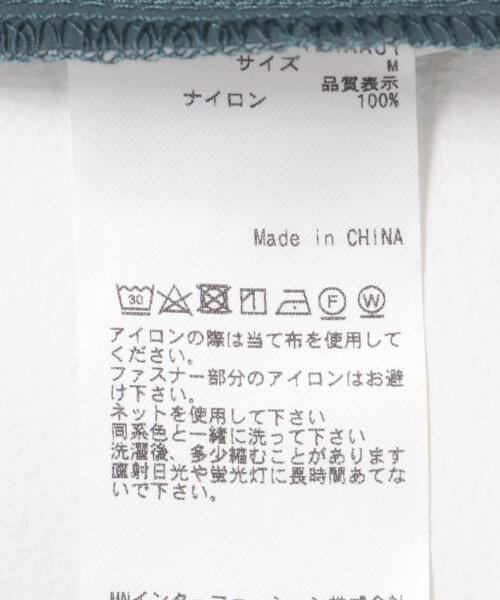 サイズ M
品質表示
ナイロン 100%
Made in CHINA
30 F W
アイロンの際は当て布を使用して
ください。
ファスナー部分のアイロンはお避
け下さい。
ネットを使用して下さい
同系色と一緒に洗って下さい
洗濯後、多少縮むことがあります
直射日光や蛍光灯に長時間あてな
いで下さい。